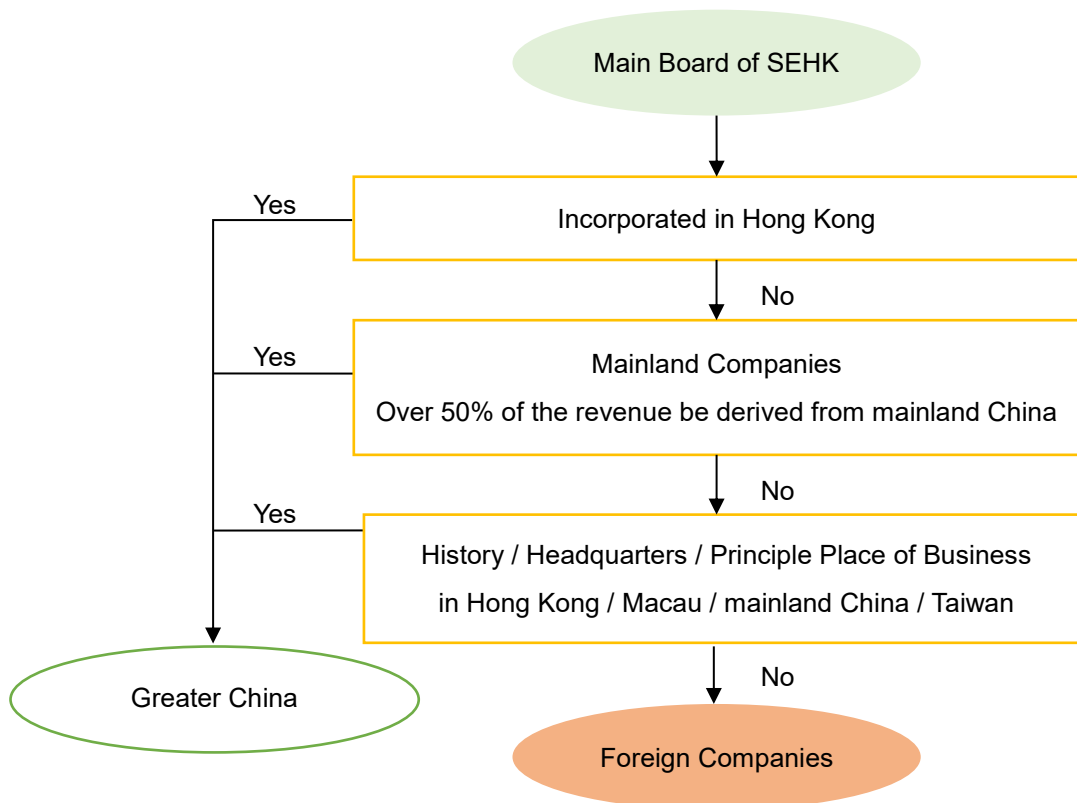 Main Board of SEHK
Yes
Incorporated in Hong Kong
No
Yes
Mainland Companies
Over 50% of the revenue be derived from mainland China
No
Yes
History / Headquarters / Principle Place of Business
in Hong Kong / Macau / mainland China / Taiwan
No
Greater China
Foreign Companies